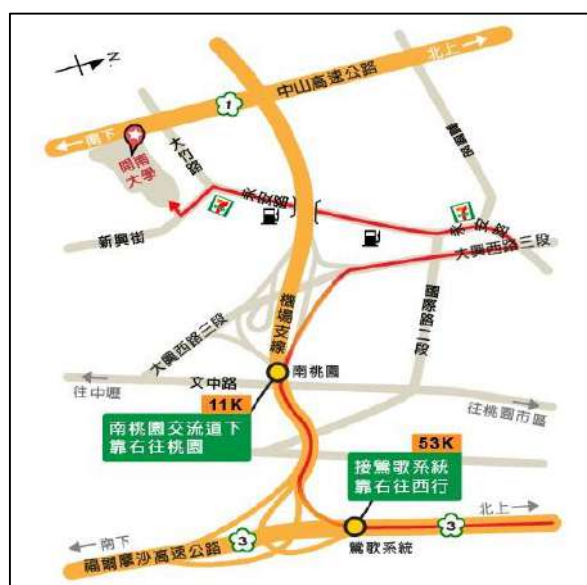 N
北上
中山高速公路
1
南下
開南
大學
大竹路
永安路
7
新興街
7
永安路
大興西路三段
國際路二段
機場支線
大興西路三段
南桃園
文中路
往中壢
往桃園市區
11K
南桃園交流道下
靠右往桃園
53K
接鶯歌系統
靠右往西行
北上
3
3
南下
福爾摩沙高速公路
鶯歌系統